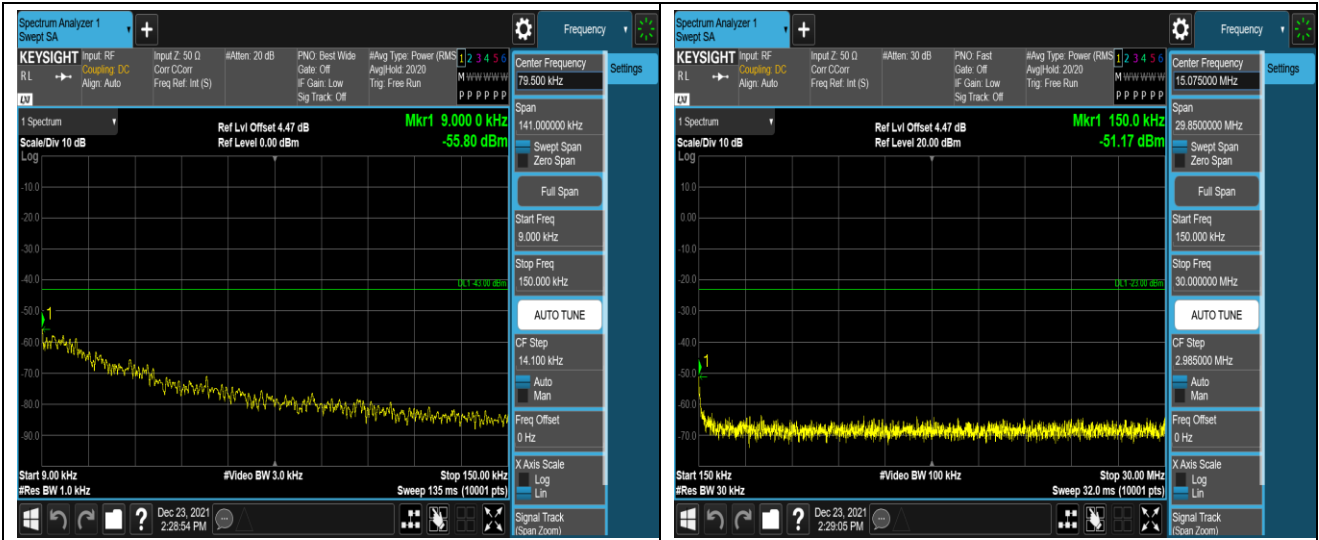 Spectrum Analyzer 1
Swept SA
Frequency
KEYSIGHT
Input: RF
Input Z: 50 Ω
#Atten: 20 dB
PNO: Best Wide
#Avg Type: Power (RMS
1 2 3 4 5 6
RL
Coupling: DC
Corr CCorr
Gate: Off
Avg|Hold: 20/20
M W W W W W
Align: Auto
Freq Ref: Int (S)
IF Gain: Low
Trig: Free Run
Sig Track: Off
P P P P P P
LXI
1 Spectrum
Ref Lvl Offset 4.47 dB
Mkr1 9.000 0 kHz
Scale/Div 10 dB
Ref Level 0.00 dBm
-55.80 dBm
Log
-10.0
-20.0
-30.0
-40.0
DL1 -43.00 dBm
-50.0
1
-60.0
-70.0
-80.0
-90.0
Start 9.00 kHz
#Video BW 3.0 kHz
Stop 150.00 kHz
#Res BW 1.0 kHz
Sweep 135 ms (10001 pts)
Dec 23, 2021
2:28:54 PM
Center Frequency
79.500 kHz
Settings
Span
141.000000 kHz
Swept Span
Zero Span
Full Span
Start Freq
9.000 kHz
Stop Freq
150.000 kHz
AUTO TUNE
CF Step
14.100 kHz
Auto
Man
Freq Offset
0 Hz
X Axis Scale
Log
Lin
Signal Track
(Span Zoom)
Spectrum Analyzer 1
Swept SA
Frequency
KEYSIGHT
Input: RF
Input Z: 50 Ω
#Atten: 30 dB
PNO: Fast
#Avg Type: Power (RMS
1 2 3 4 5 6
RL
Coupling: DC
Corr CCorr
Gate: Off
Avg|Hold: 20/20
M W W W W W
Align: Auto
Freq Ref: Int (S)
IF Gain: Low
Trig: Free Run
Sig Track: Off
P P P P P P
LXI
1 Spectrum
Ref Lvl Offset 4.47 dB
Mkr1 150.0 kHz
Scale/Div 10 dB
Ref Level 20.00 dBm
-51.17 dBm
Log
10.0
0.00
-10.0
-20.0
DL1 -23.00 dBm
-30.0
-40.0
1
-50.0
-60.0
-70.0
Start 150 kHz
#Video BW 100 kHz
Stop 30.00 MHz
#Res BW 30 kHz
Sweep 32.0 ms (10001 pts)
Dec 23, 2021
2:29:05 PM
Center Frequency
15.075000 MHz
Settings
Span
29.8500000 MHz
Swept Span
Zero Span
Full Span
Start Freq
150.000 kHz
Stop Freq
30.000000 MHz
AUTO TUNE
CF Step
2.985000 MHz
Auto
Man
Freq Offset
0 Hz
X Axis Scale
Log
Lin
Signal Track
(Span Zoom)